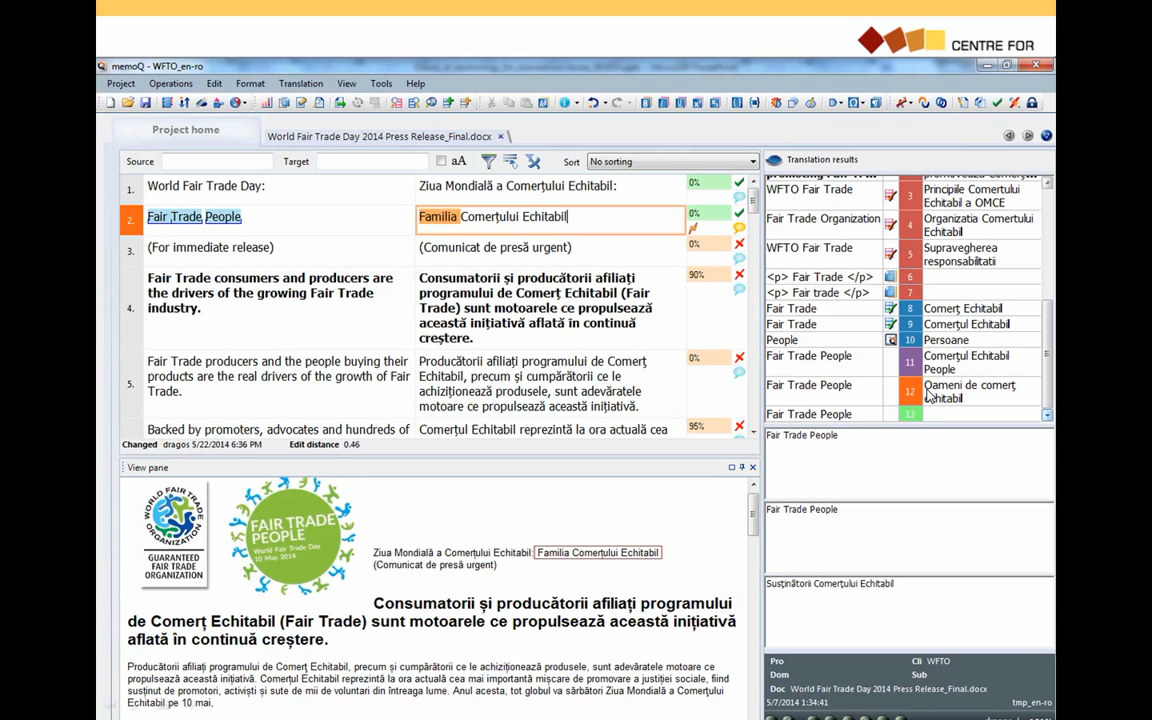 CENTRE FOR
memoQ - WFTO_en-ro
Project Operations Edit Format Translation View Tools Help
Project home
World Fair Trade Day 2014 Press Release_Final.docx
Source
Target
aA
Sort
No sorting
1.
World Fair Trade Day:
Ziua Mondială a Comerțului Echitabil:
0%
2.
Fair Trade People
Familia Comerțului Echitabil
0%
3.
(For immediate release)
(Comunicat de presă urgent)
0%
4.
Fair Trade consumers and producers are
the drivers of the growing Fair Trade
industry.
Consumatorii și producătorii afiliați
programului de Comerț Echitabil (Fair
Trade) sunt motoarele ce propulsează
această inițiativă aflată în continuă
creștere.
90%
5.
Fair Trade producers and the people buying their
products are the real drivers of the growth of Fair
Trade.
Producătorii afiliați programului de Comerț
Echitabil, precum și cumpărătorii ce le
achiziționează produsele, sunt adevăratele
motoare ce propulsează această inițiativă.
0%
Backed by promoters, advocates and hundreds of
Comerțul Echitabil reprezintă la ora actuală cea
95%
Changed dragos 5/22/2014 6:36 PM Edit distance 0.46
Translation results
WFTO Fair Trade
3
Principiile Comertului
Echitabil a OMCE
Fair Trade Organization
4
Organizatia Comertului
Echitabil
WFTO Fair Trade
5
Supravegherea
responsabilitatii
<p> Fair Trade </p>
6
<p> Fair trade </p>
7
Fair Trade
8
Comerț Echitabil
Fair Trade
9
Comerțul Echitabil
People
10
Persoane
Fair Trade People
11
Comerțul Echitabil
People
Fair Trade People
12
Oameni de comerț
echitabil
Fair Trade People
13
Fair Trade People
Fair Trade People
Susținătorii Comerțului Echitabil
Pro
Cli WFTO
Dom
Sub
Doc World Fair Trade Day 2014 Press Release_Final.docx
5/7/2014 1:34:41
tmp_en-ro
View pane
WORLD FAIR TRADE
ORGANIZATION
GUARANTEED
FAIR TRADE
ORGANIZATION
FAIR TRADE
PEOPLE
World Fair Trade Day
10 May 2014
Ziua Mondială a Comerțului Echitabil: Familia Comerțului Echitabil
(Comunicat de presă urgent)
Consumatorii și producătorii afiliați programului
de Comerț Echitabil (Fair Trade) sunt motoarele ce propulsează această inițiativă
aflată în continuă creștere.
Producătorii afiliați programului de Comerț Echitabil, precum și cumpărătorii ce le achiziționează produsele, sunt adevăratele motoare ce
propulsează această inițiativă. Comerțul Echitabil reprezintă la ora actuală cea mai importantă mișcare de promovare a justiției sociale, fiind
susținut de promotori, activiști și sute de mii de voluntari din întreaga lume. Anul acesta, tot globul va sărbători Ziua Mondială a Comerțului
Echitabil pe 10 mai,